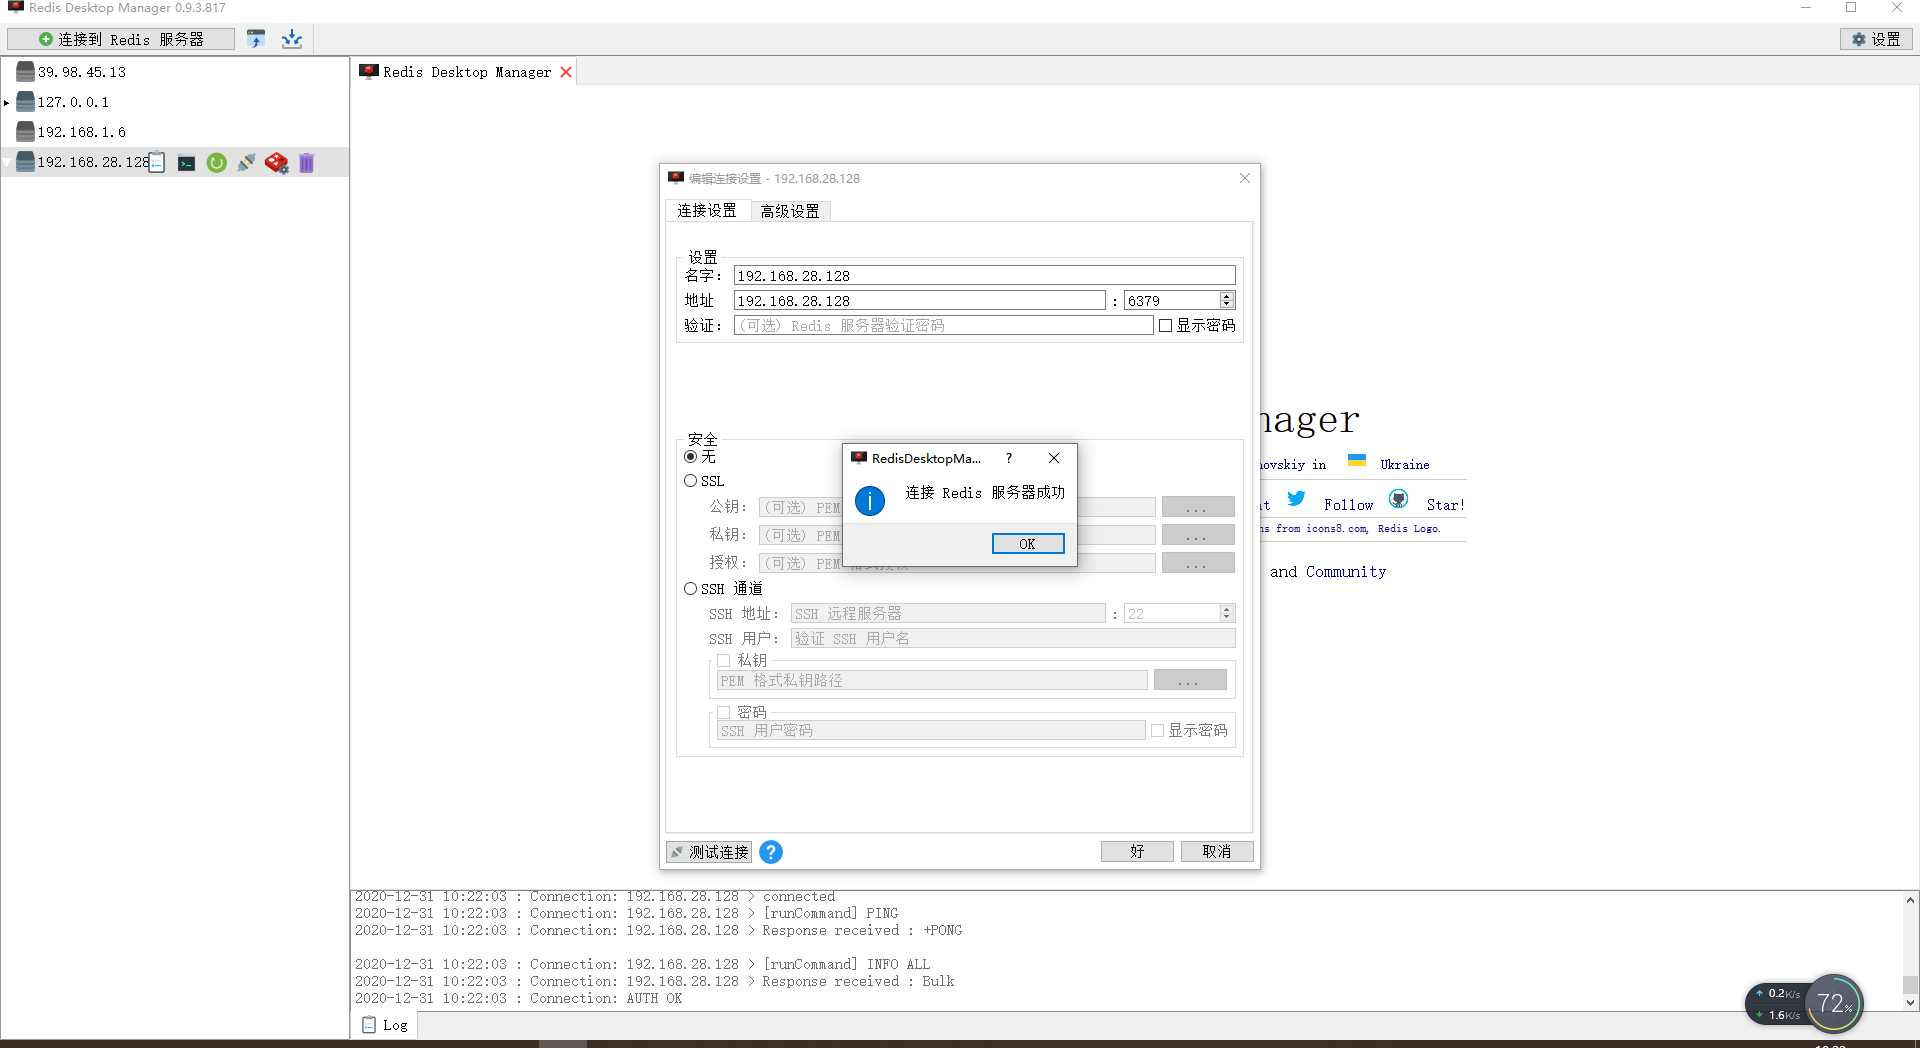 Redis Desktop Manager 0.9.3.817
连接到 Redis 服务器
设置
39.98.45.13
127.0.0.1
192.168.1.6
192.168.28.128
Redis Desktop Manager
编辑连接设置 - 192.168.28.128
连接设置
高级设置
设置
名字： 192.168.28.128
地址 192.168.28.128 : 6379
验证： (可选) Redis 服务器验证密码 显示密码
安全
无
SSL
公钥： (可选) PEM ...
私钥： (可选) PEM ...
授权： (可选) PEM 格式授权 ...
SSH 通道
SSH 地址： SSH 远程服务器 : 22
SSH 用户： 验证 SSH 用户名
私钥
PEM 格式私钥路径 ...
密码
SSH 用户密码 显示密码
测试连接 ? 好 取消
RedisDesktopMa... ?
连接 Redis 服务器成功
OK
nager
novskiy in Ukraine
t Follow Star!
ns from icons8.com, Redis Logo.
and Community
2020-12-31 10:22:03 : Connection: 192.168.28.128 > connected
2020-12-31 10:22:03 : Connection: 192.168.28.128 > [runCommand] PING
2020-12-31 10:22:03 : Connection: 192.168.28.128 > Response received : +PONG
2020-12-31 10:22:03 : Connection: 192.168.28.128 > [runCommand] INFO ALL
2020-12-31 10:22:03 : Connection: 192.168.28.128 > Response received : Bulk
2020-12-31 10:22:03 : Connection: AUTH OK
Log
0.2K/s
1.6K/s
72%